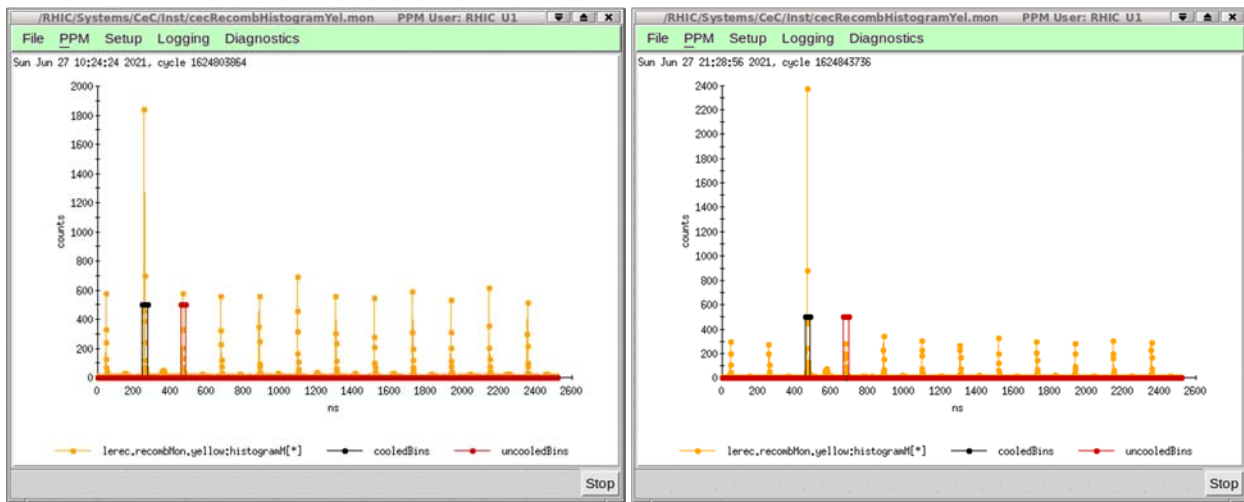 /RHIC/Systems/CeC/Inst/cecRecombHistogramYel.mon PPM User: RHIC_U1
File PPM Setup Logging Diagnostics
Sun Jun 27 10:24:24 2021, cycle 1624803864
2000
1800
1600
1400
1200
1000
800
600
400
200
0
counts
0 200 400 600 800 1000 1200 1400 1600 1800 2000 2200 2400 2600
ns
lerec.recombMon.yellow:histogramM[*] cooledBins uncooledBins
Stop
/RHIC/Systems/CeC/Inst/cecRecombHistogramYel.mon PPM User: RHIC_U1
File PPM Setup Logging Diagnostics
Sun Jun 27 21:28:56 2021, cycle 1624843736
2400
2200
2000
1800
1600
1400
1200
1000
800
600
400
200
0
counts
0 200 400 600 800 1000 1200 1400 1600 1800 2000 2200 2400 2600
ns
lerec.recombMon.yellow:histogramM[*] cooledBins uncooledBins
Stop